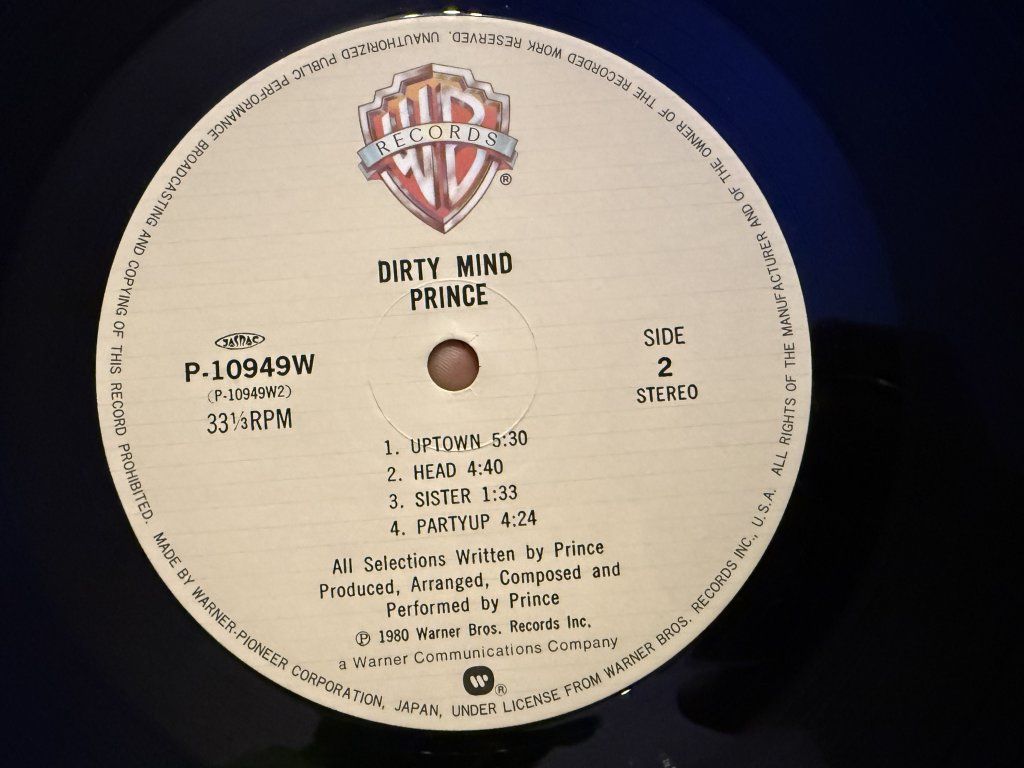 UNAUTHORIZED PUBLIC PERFORMANCE BROADCASTING AND COPYING OF THIS RECORD PROHIBITED. MADE BY WARNER-PIONEER CORPORATION, JAPAN, UNDER LICENSE FROM WARNER BROS. RECORDS INC., U.S.A. ALL RIGHTS OF THE MANUFACTURER AND OF THE OWNER OF THE RECORDED WORK RESERVED.
WB
RECORDS
®
DIRTY MIND
PRINCE
JASRAC
P-10949W
(P-10949W2)
33⅓RPM
SIDE
2
STEREO
1. UPTOWN 5:30
2. HEAD 4:40
3. SISTER 1:33
4. PARTYUP 4:24
All Selections Written by Prince
Produced, Arranged, Composed and
Performed by Prince
℗ 1980 Warner Bros. Records Inc.
a Warner Communications Company
®